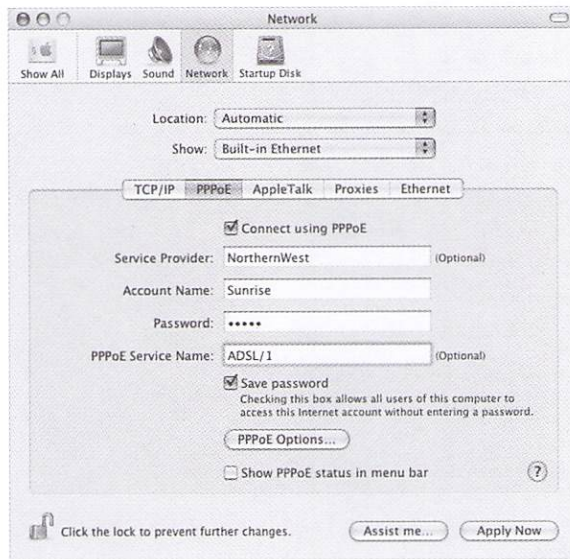 Network
Show All Displays Sound Network Startup Disk
Location: Automatic
Show: Built-in Ethernet
TCP/IP PPPoE AppleTalk Proxies Ethernet
Connect using PPPoE
Service Provider: NorthernWest (Optional)
Account Name: Sunrise
Password: •••••
PPPoE Service Name: ADSL/1 (Optional)
Save password
Checking this box allows all users of this computer to
access this Internet account without entering a password.
PPPoE Options...
Show PPPoE status in menu bar ?
Click the lock to prevent further changes. Assist me... Apply Now